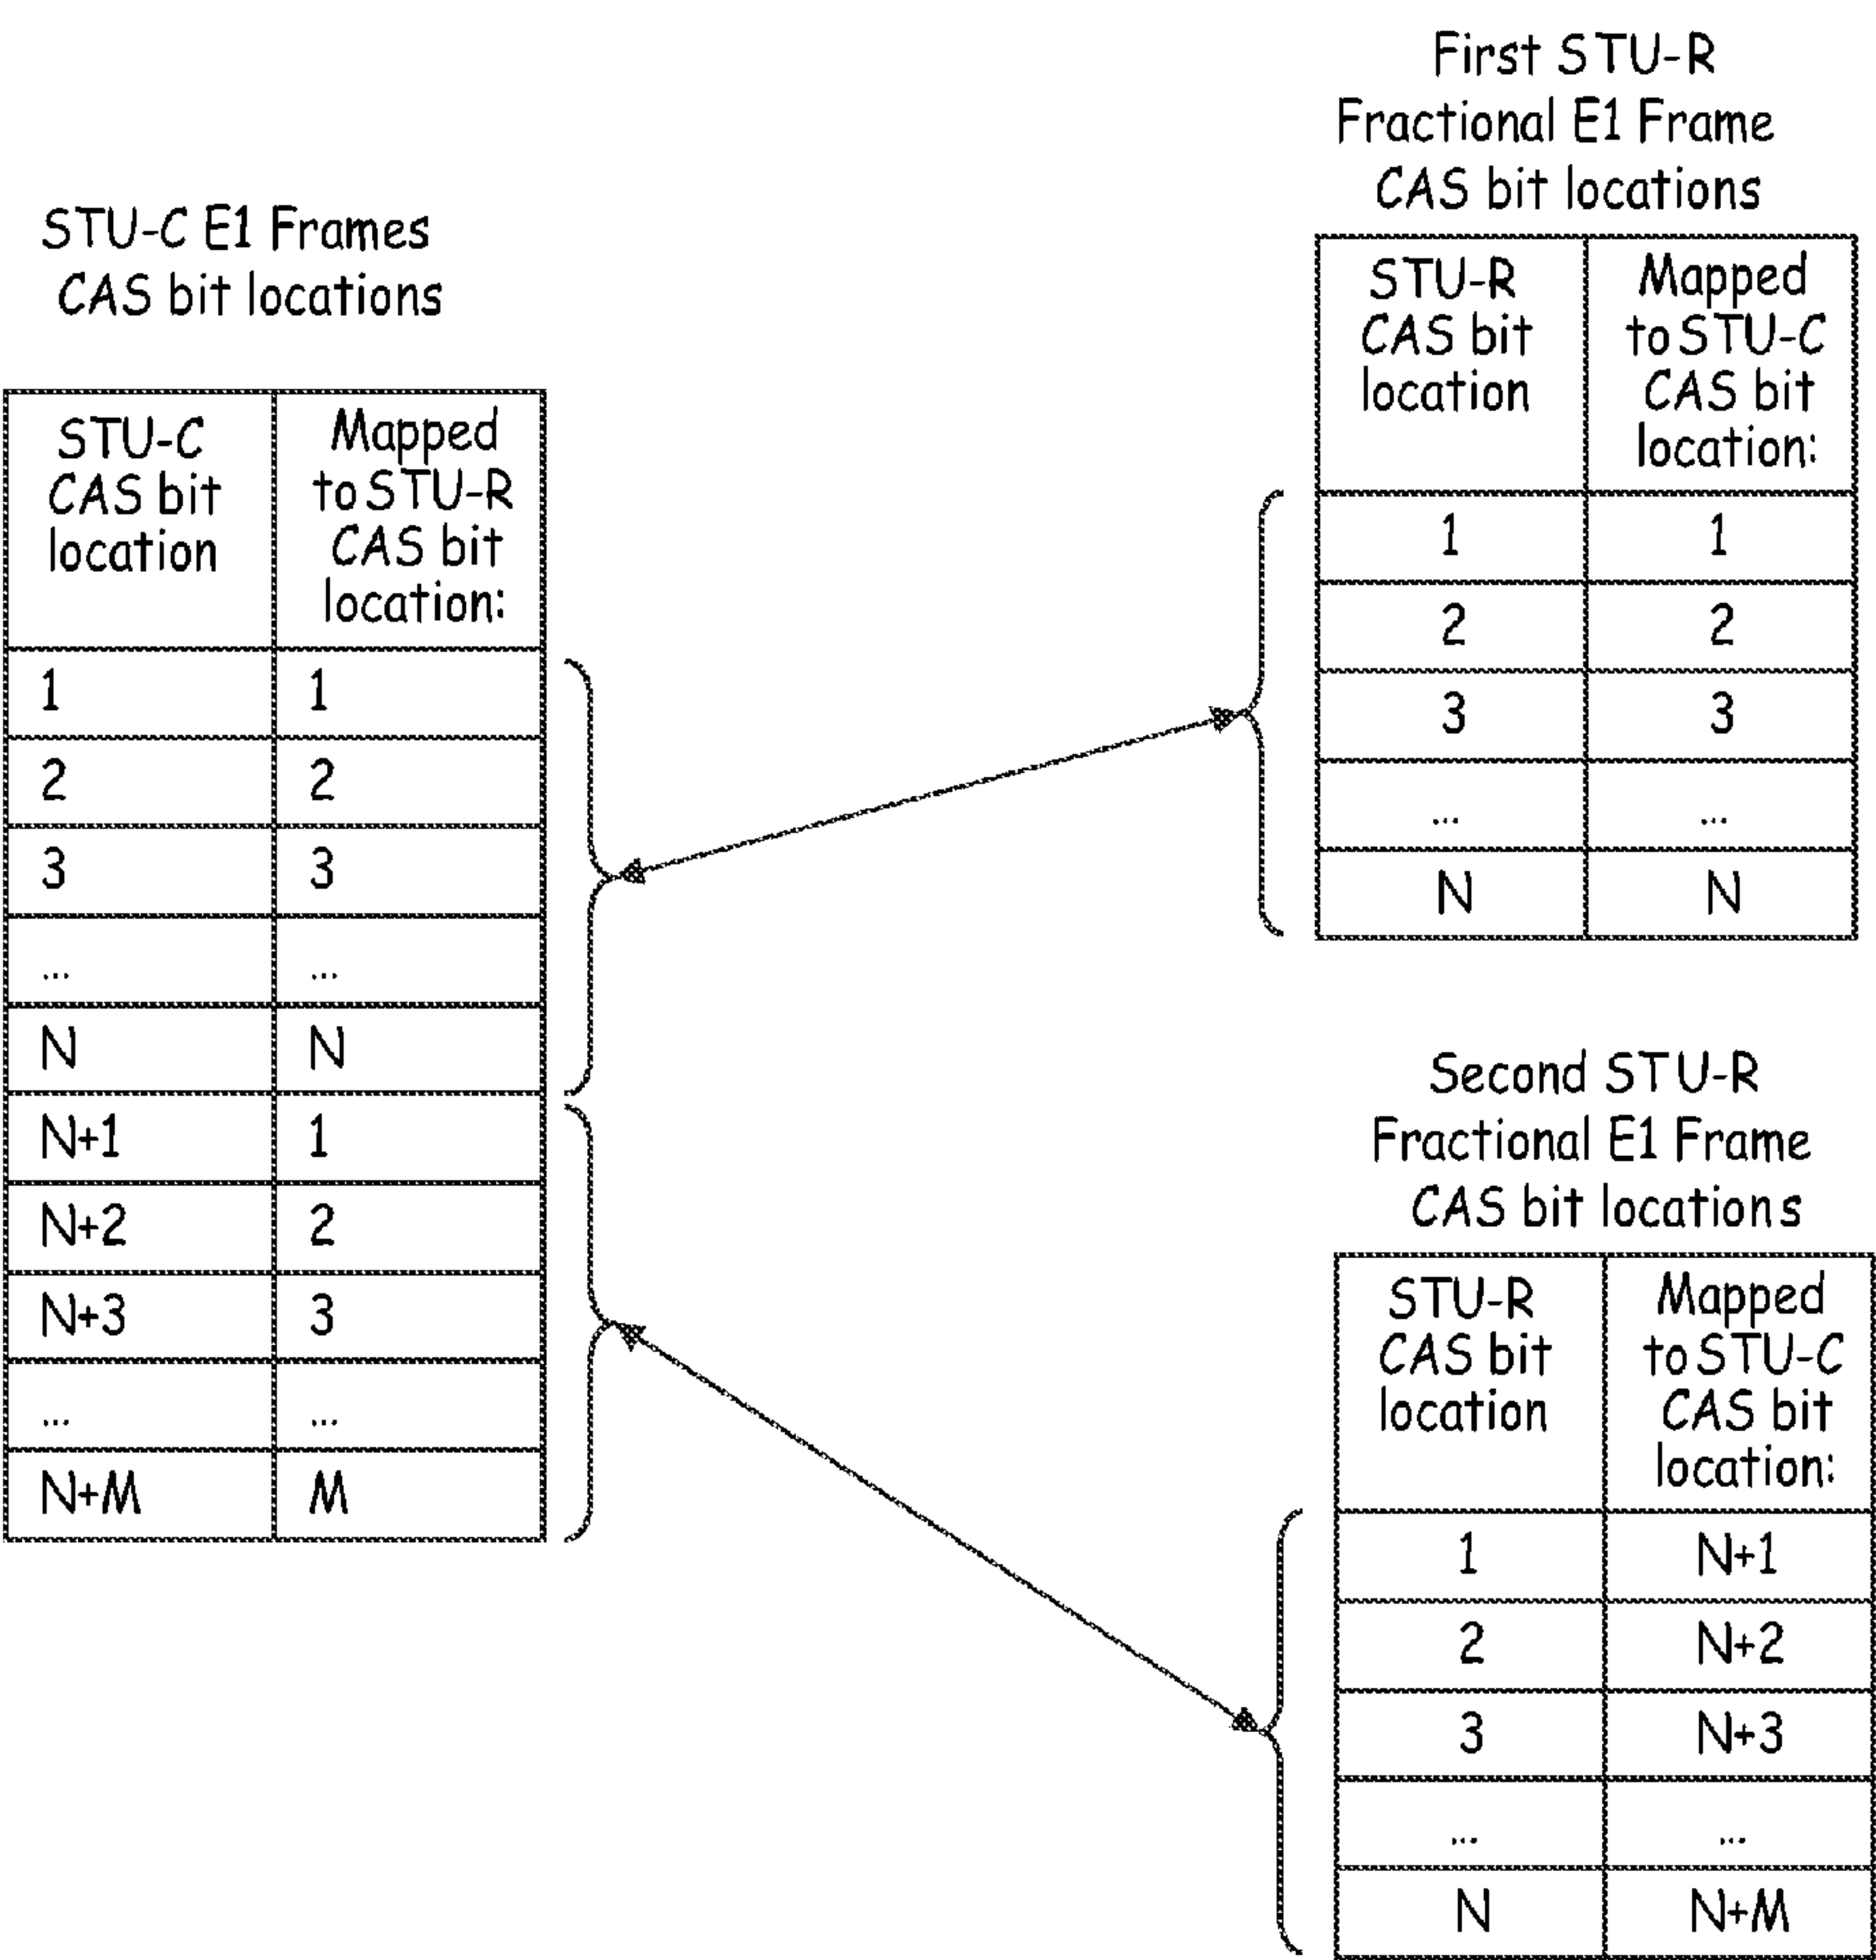 STU-C E1 Frames
CAS bit locations
STU-C
CAS bit
location
Mapped
to STU-R
CAS bit
location:
1 1
2 2
3 3
... ...
N N
N+1 1
N+2 2
N+3 3
... ...
N+M M
First STU-R
Fractional E1 Frame
CAS bit locations
STU-R
CAS bit
location
Mapped
to STU-C
CAS bit
location:
1 1
2 2
3 3
... ...
N N
Second STU-R
Fractional E1 Frame
CAS bit locations
STU-R
CAS bit
location
Mapped
to STU-C
CAS bit
location:
1 N+1
2 N+2
3 N+3
... ...
N N+M